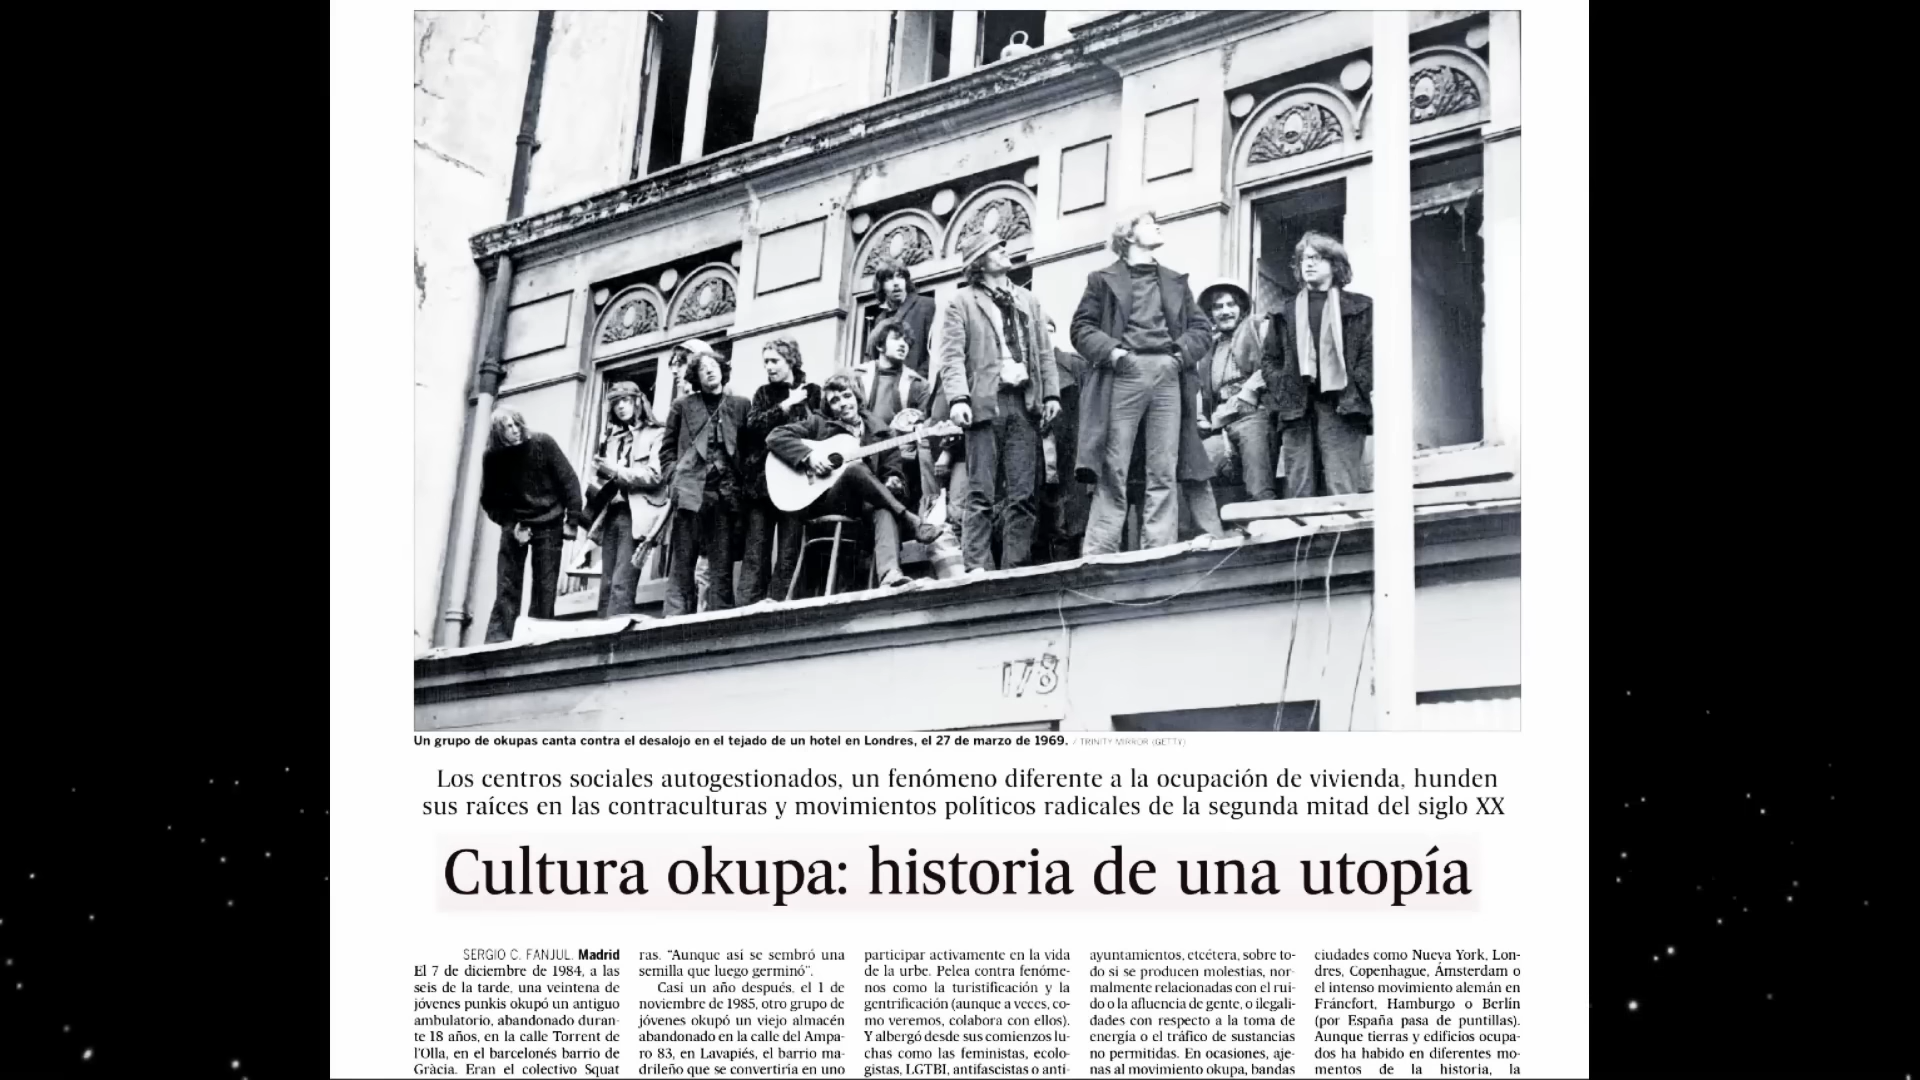 178
Un grupo de okupas canta contra el desalojo en el tejado de un hotel en Londres, el 27 de marzo de 1969. / TRINITY MIRROR (GETTY)
Los centros sociales autogestionados, un fenómeno diferente a la ocupación de vivienda, hunden
sus raíces en las contraculturas y movimientos políticos radicales de la segunda mitad del siglo XX
Cultura okupa: historia de una utopía
SERGIO C. FANJUL. Madrid
El 7 de diciembre de 1984, a las
seis de la tarde, una veintena de
jóvenes punkis okupó un antiguo
ambulatorio, abandonado duran-
te 18 años, en la calle Torrent de
l'Olla, en el barcelonés barrio de
Gràcia. Eran el colectivo Squat
ras. “Aunque así se sembró una
semilla que luego germinó”.
Casi un año después, el 1 de
noviembre de 1985, otro grupo de
jóvenes okupó un viejo almacén
abandonado en la calle del Ampa-
ro 83, en Lavapiés, el barrio ma-
drileño que se convertiría en uno
participar activamente en la vida
de la urbe. Pelea contra fenóme-
nos como la turistificación y la
gentrificación (aunque a veces, co-
mo veremos, colabora con ellos).
Y albergó desde sus comienzos lu-
chas como las feministas, ecolo-
gistas, LGTBI, antifascistas o anti-
ayuntamientos, etcétera, sobre to-
do si se producen molestias, nor-
malmente relacionadas con el rui-
do o la afluencia de gente, o ilegali-
dades con respecto a la toma de
energía o el tráfico de sustancias
no permitidas. En ocasiones, aje-
nas al movimiento okupa, bandas
ciudades como Nueva York, Lon-
dres, Copenhague, Ámsterdam o
el intenso movimiento alemán en
Fráncfort, Hamburgo o Berlín
(por España pasa de puntillas).
Aunque tierras y edificios ocupa-
dos ha habido en diferentes mo-
mentos de la historia, la